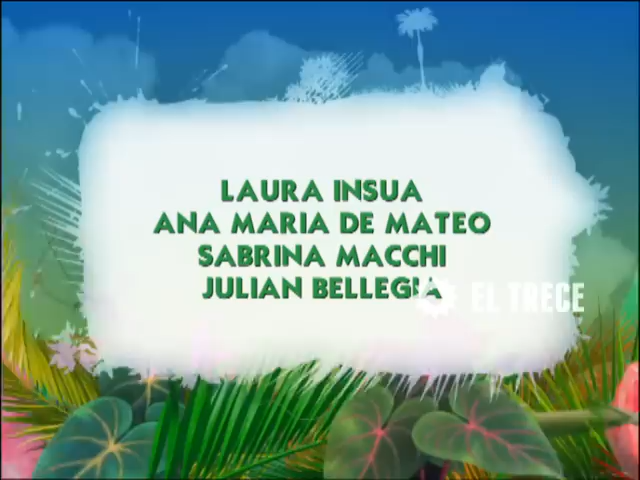 LAURA INSUA
ANA MARIA DE MATEO
SABRINA MACCHI
JULIAN BELLEGIA
EL TRECE